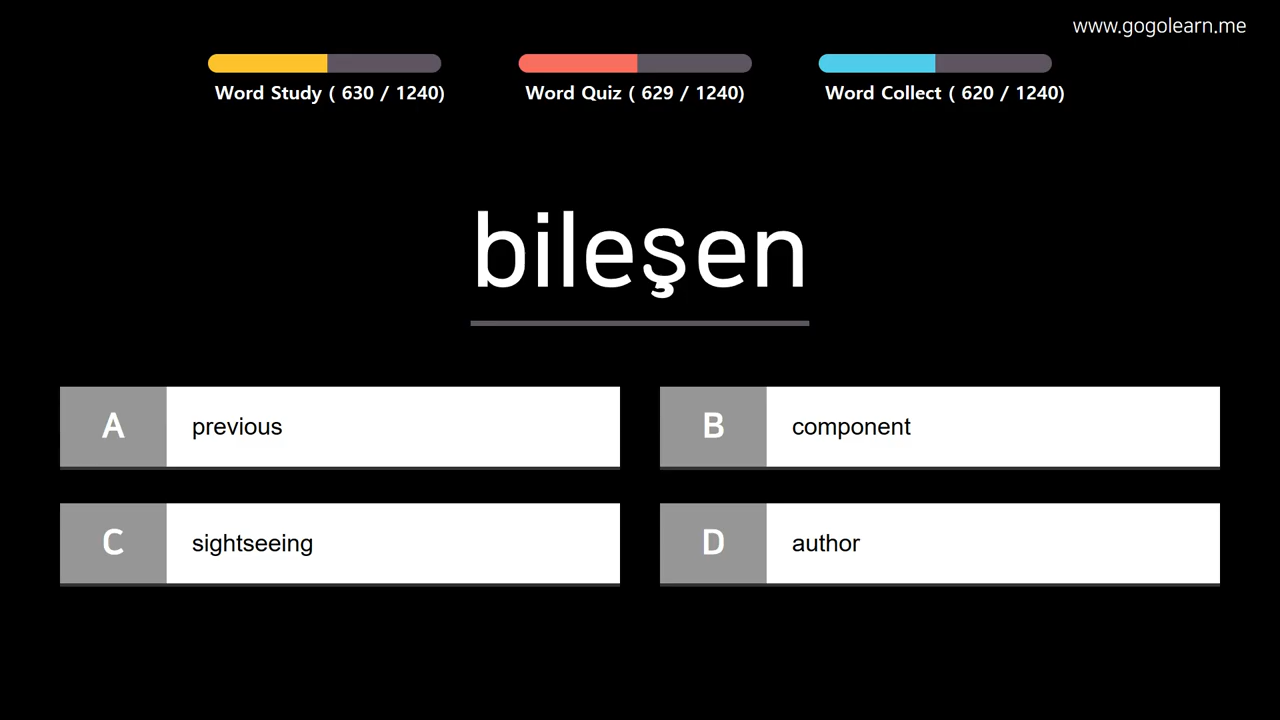 www.gogolearn.me
Word Study ( 630 / 1240)
Word Quiz ( 629 / 1240)
Word Collect ( 620 / 1240)
bileşen
A previous
B component
C sightseeing
D author